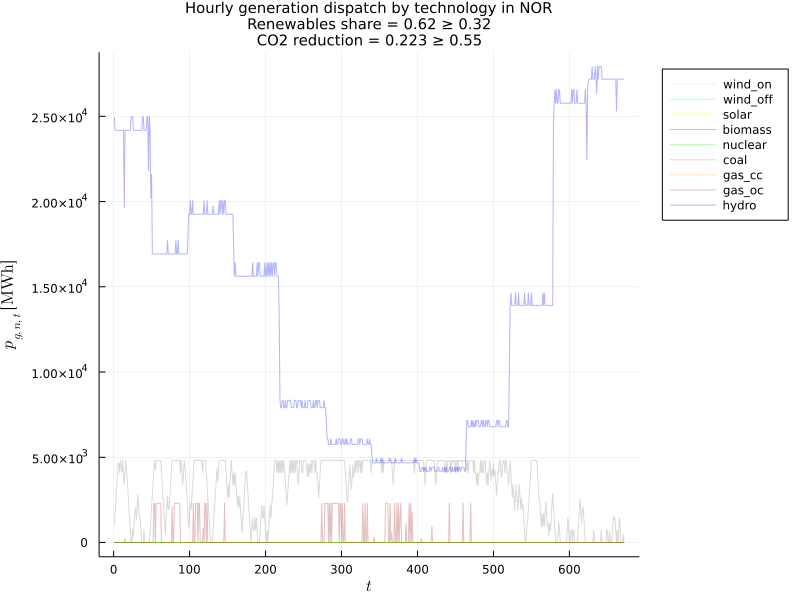 Hourly generation dispatch by technology in NOR
Renewables share = 0.62 ≥ 0.32
CO2 reduction = 0.223 ≥ 0.55
2.50×10⁴
2.00×10⁴
1.50×10⁴
1.00×10⁴
5.00×10³
0
p_{g,n,t} [MWh]
0 100 200 300 400 500 600
t
wind_on
wind_off
solar
biomass
nuclear
coal
gas_cc
gas_oc
hydro